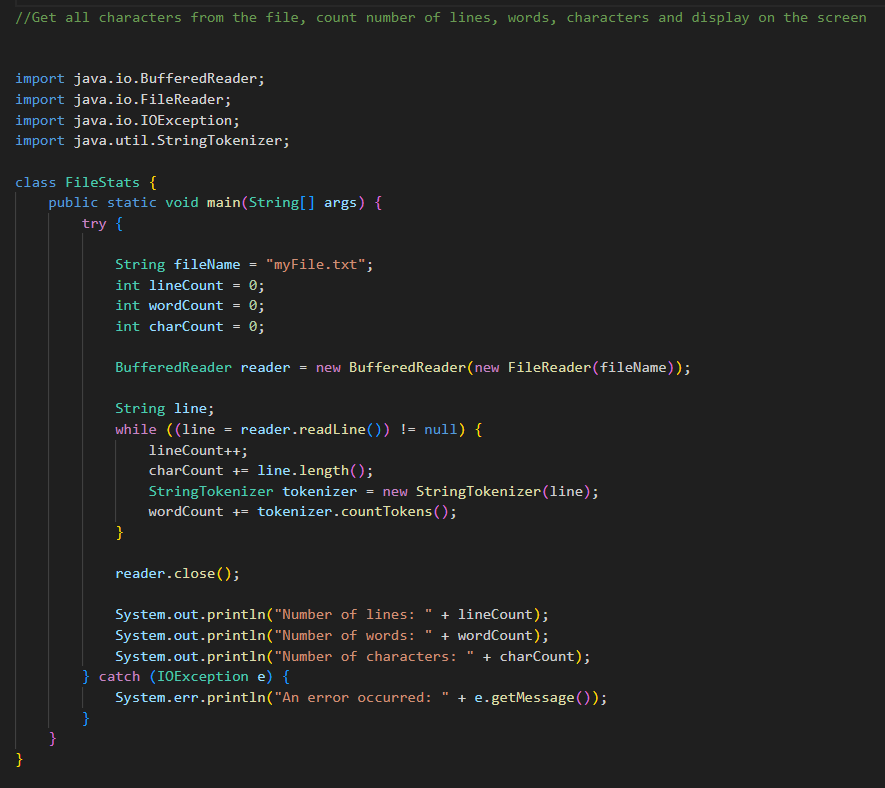 //Get all characters from the file, count number of lines, words, characters and display on the screen
import java.io.BufferedReader;
import java.io.FileReader;
import java.io.IOException;
import java.util.StringTokenizer;
class FileStats {
    public static void main(String[] args) {
        try {
            String fileName = "myFile.txt";
            int lineCount = 0;
            int wordCount = 0;
            int charCount = 0;
            BufferedReader reader = new BufferedReader(new FileReader(fileName));
            String line;
            while ((line = reader.readLine()) != null) {
                lineCount++;
                charCount += line.length();
                StringTokenizer tokenizer = new StringTokenizer(line);
                wordCount += tokenizer.countTokens();
            }
            reader.close();
            System.out.println("Number of lines: " + lineCount);
            System.out.println("Number of words: " + wordCount);
            System.out.println("Number of characters: " + charCount);
        } catch (IOException e) {
            System.err.println("An error occurred: " + e.getMessage());
        }
    }
}